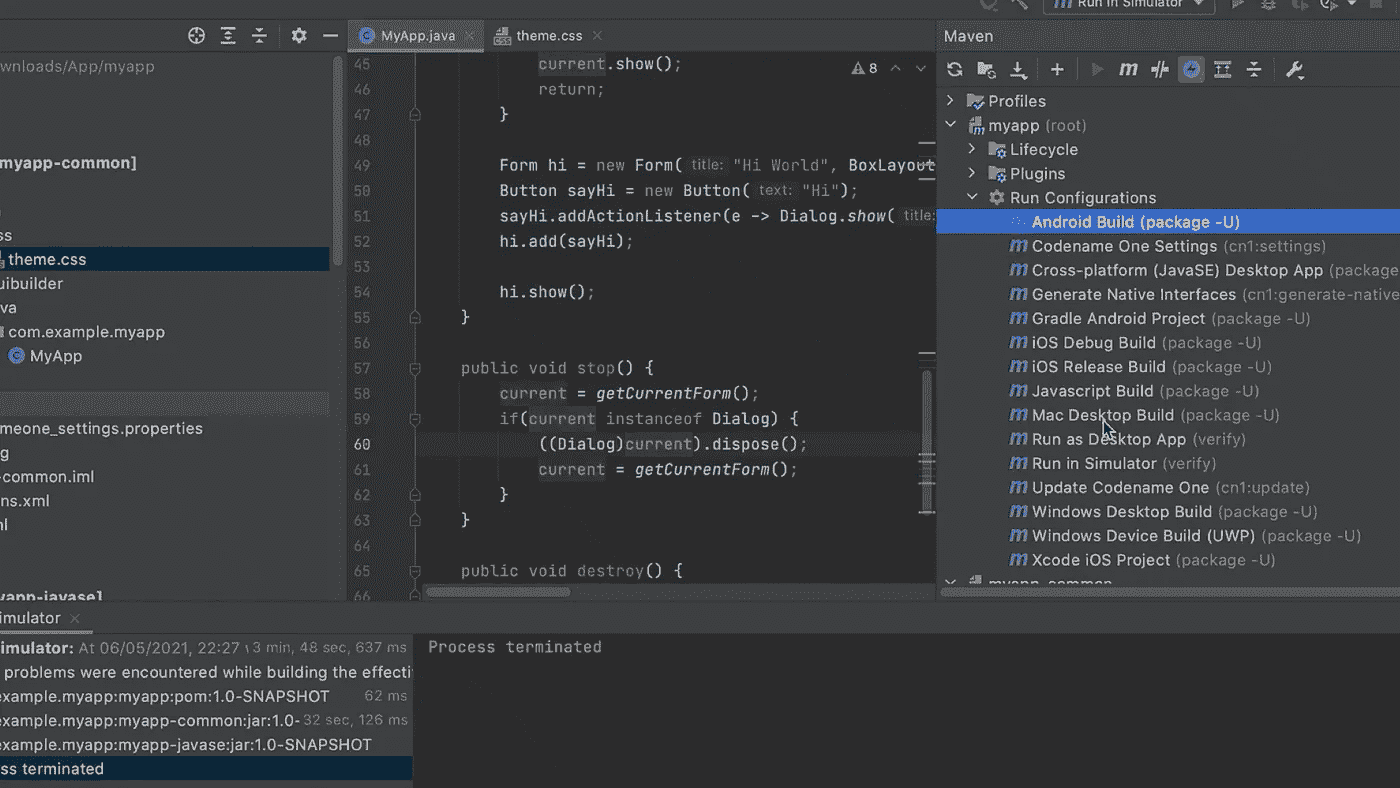 Run in Simulator
MyApp.java
theme.css
Maven
wnloads/App/myapp
myapp-common]
ss
theme.css
uibuilder
va
com.example.myapp
MyApp
meone_settings.properties
g
-common.iml
ns.xml
ml
yapp-javase]
8
45 current.show();
46 return;
47 }
48
49 Form hi = new Form( title: "Hi World", BoxLayout
50 Button sayHi = new Button( text: "Hi");
51 sayHi.addActionListener(e -> Dialog.show( title:
52 hi.add(sayHi);
53
54 hi.show();
55 }
56
57 public void stop() {
58 current = getCurrentForm();
59 if(current instanceof Dialog) {
60 ((Dialog)current).dispose();
61 current = getCurrentForm();
62 }
63 }
64
65 public void destroy() {
66
Profiles
myapp (root)
Lifecycle
Plugins
Run Configurations
Android Build (package -U)
Codename One Settings (cn1:settings)
Cross-platform (JavaSE) Desktop App (package
Generate Native Interfaces (cn1:generate-native
Gradle Android Project (package -U)
iOS Debug Build (package -U)
iOS Release Build (package -U)
Javascript Build (package -U)
Mac Desktop Build (package -U)
Run as Desktop App (verify)
Run in Simulator (verify)
Update Codename One (cn1:update)
Windows Desktop Build (package -U)
Windows Device Build (UWP) (package -U)
Xcode iOS Project (package -U)
myapp-common
imulator
imulator: At 06/05/2021, 22:27 3 min, 48 sec, 637 ms
problems were encountered while building the effecti
example.myapp:myapp:pom:1.0-SNAPSHOT 62 ms
example.myapp:myapp-common:jar:1.0- 32 sec, 126 ms
example.myapp:myapp-javase:jar:1.0-SNAPSHOT
ss terminated
Process terminated